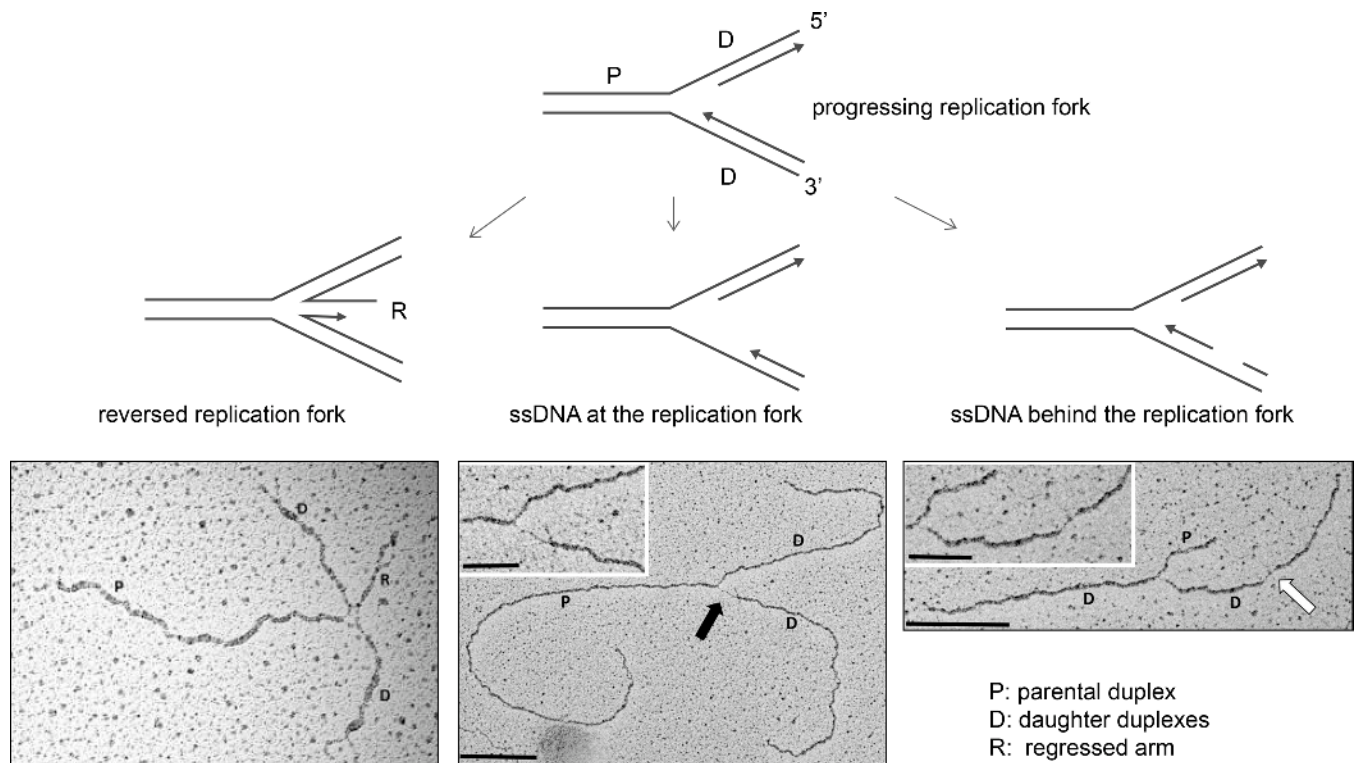 5’
D
P
progressing replication fork
D
3’
R
reversed replication fork
ssDNA at the replication fork
ssDNA behind the replication fork
D
R
P
D
D
P
D
P
D
D
P: parental duplex
D: daughter duplexes
R: regressed arm